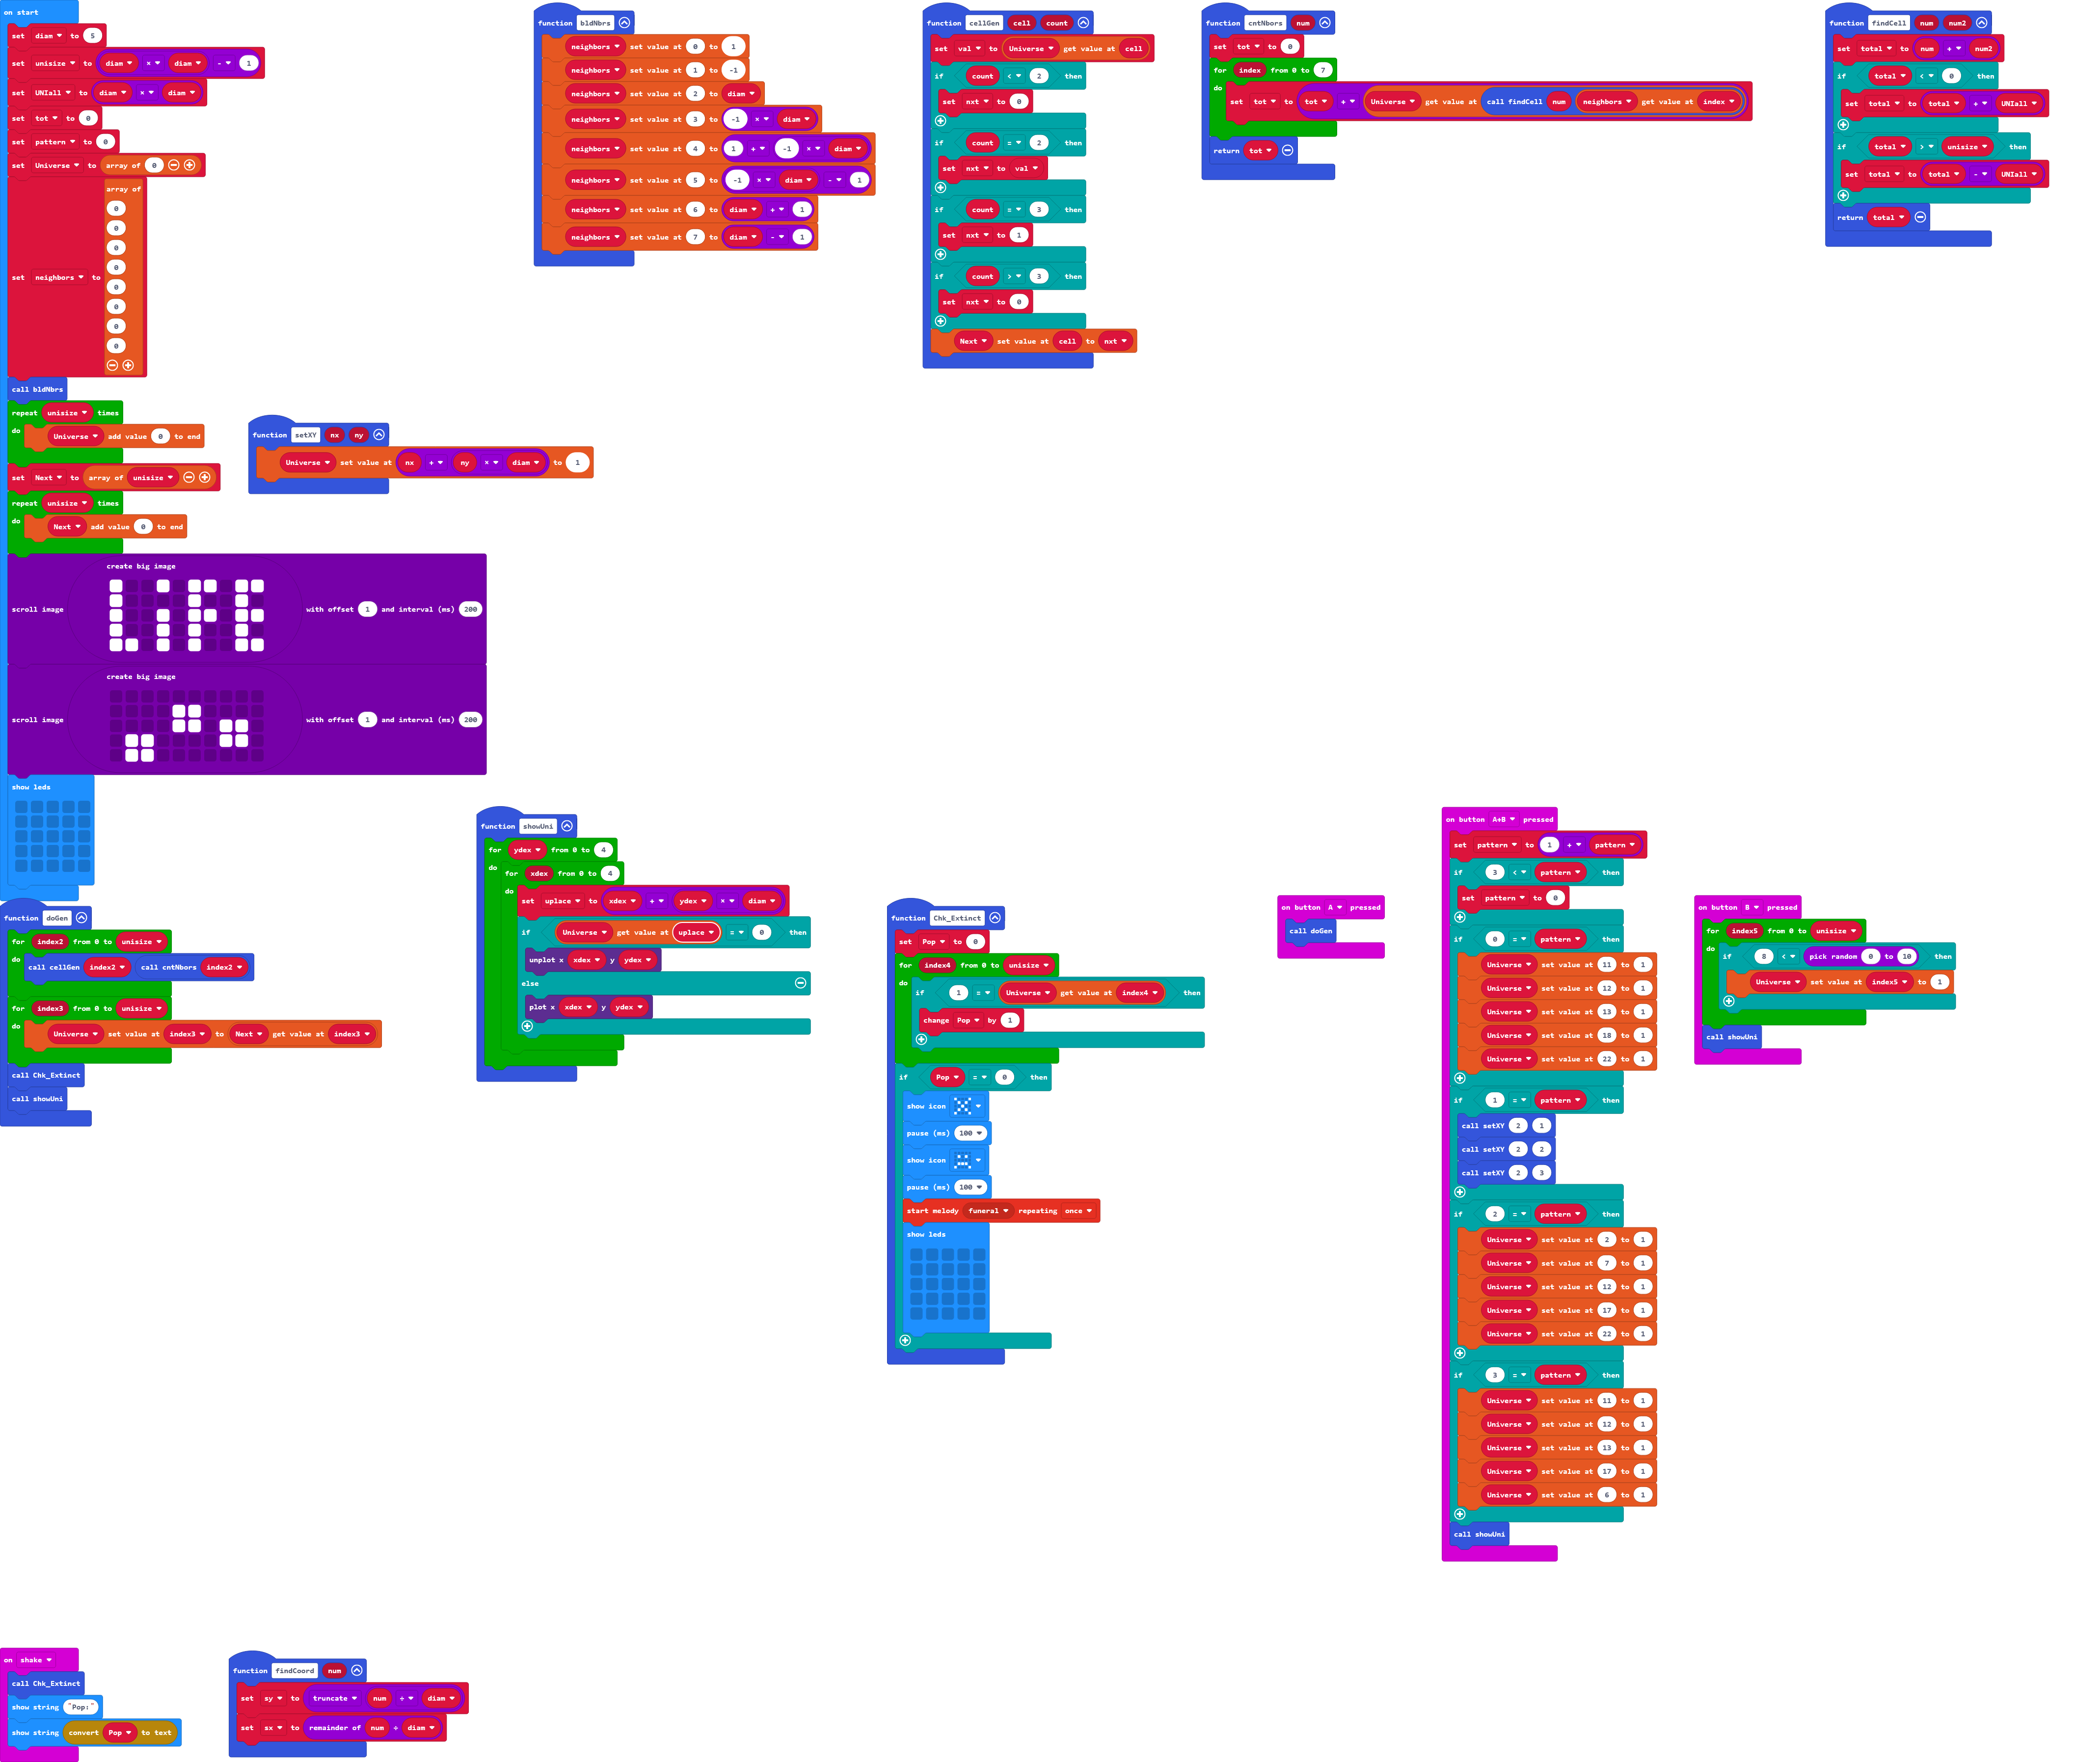 on start
set diam to 5
set unisize to diam × diam - 1
set UNIall to diam × diam
set tot to 0
set pattern to 0
set Universe to array of 0
set neighbors to array of
0
0
0
0
0
0
0
0
call bldNbrs
repeat unisize times
do
Universe add value 0 to end
set Next to array of unisize
repeat unisize times
do
Next add value 0 to end
create big image
scroll image with offset 1 and interval (ms) 200
create big image
scroll image with offset 1 and interval (ms) 200
show leds
function bldNbrs
neighbors set value at 0 to 1
neighbors set value at 1 to -1
neighbors set value at 2 to diam
neighbors set value at 3 to -1 × diam
neighbors set value at 4 to 1 + -1 × diam
neighbors set value at 5 to -1 × diam - 1
neighbors set value at 6 to diam + 1
neighbors set value at 7 to diam - 1
function cellGen cell count
set val to Universe get value at cell
if count < 2 then
set nxt to 0
if count = 2 then
set nxt to val
if count = 3 then
set nxt to 1
if count > 3 then
set nxt to 0
Next set value at cell to nxt
function cntNbors num
set tot to 0
for index from 0 to 7
do
set tot to tot + Universe get value at call findCell num neighbors get value at index
return tot
function findCell num num2
set total to num + num2
if total < 0 then
set total to total + UNIall
if total > unisize then
set total to total - UNIall
return total
function setXY nx ny
Universe set value at nx + ny × diam to 1
function doGen
for index2 from 0 to unisize
do
call cellGen index2 call cntNbors index2
for index3 from 0 to unisize
do
Universe set value at index3 to Next get value at index3
call Chk_Extinct
call showUni
function showUni
for ydex from 0 to 4
do
for xdex from 0 to 4
do
set uplace to xdex + ydex × diam
if Universe get value at uplace = 0 then
unplot x xdex y ydex
else
plot x xdex y ydex
function Chk_Extinct
set Pop to 0
for index4 from 0 to unisize
do
if 1 = Universe get value at index4 then
change Pop by 1
if Pop = 0 then
show icon
pause (ms) 100
show icon
pause (ms) 100
start melody funeral repeating once
show leds
on button A pressed
call doGen
on button A+B pressed
set pattern to 1 + pattern
if 3 < pattern then
set pattern to 0
if 0 = pattern then
Universe set value at 11 to 1
Universe set value at 12 to 1
Universe set value at 13 to 1
Universe set value at 18 to 1
Universe set value at 22 to 1
if 1 = pattern then
call setXY 2 1
call setXY 2 2
call setXY 2 3
if 2 = pattern then
Universe set value at 2 to 1
Universe set value at 7 to 1
Universe set value at 12 to 1
Universe set value at 17 to 1
Universe set value at 22 to 1
if 3 = pattern then
Universe set value at 11 to 1
Universe set value at 12 to 1
Universe set value at 13 to 1
Universe set value at 17 to 1
Universe set value at 6 to 1
call showUni
on button B pressed
for index5 from 0 to unisize
do
if 8 < pick random 0 to 10 then
Universe set value at index5 to 1
call showUni
on shake
call Chk_Extinct
show string "Pop:"
show string convert Pop to text
function findCoord num
set sy to truncate num ÷ diam
set sx to remainder of num ÷ diam